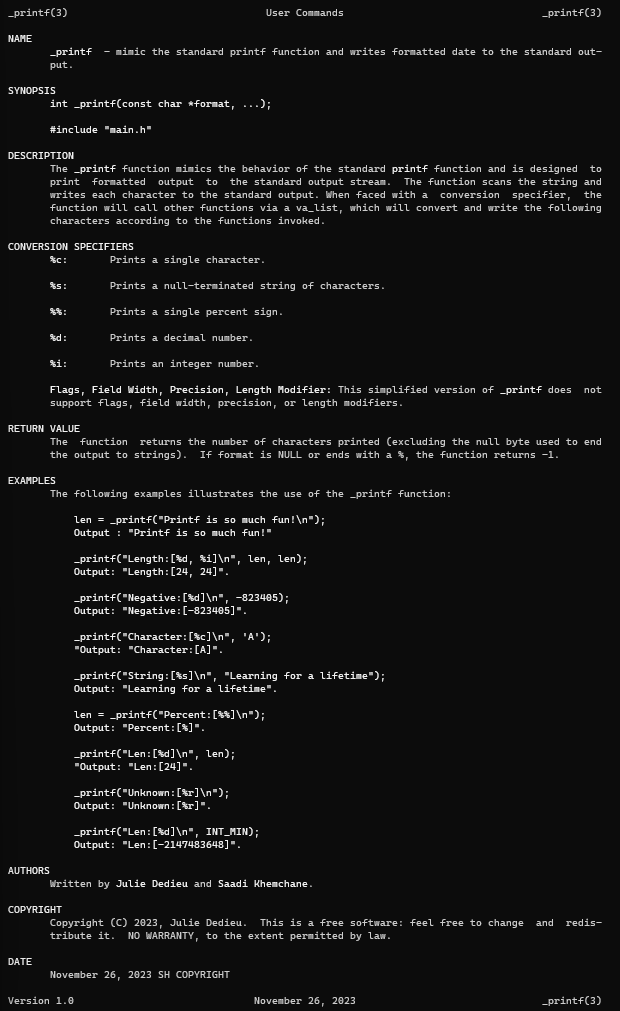 _printf(3) User Commands _printf(3)
NAME
_printf – mimic the standard printf function and writes formatted date to the standard out–
put.
SYNOPSIS
int _printf(const char *format, ...);
#include "main.h"
DESCRIPTION
The _printf function mimics the behavior of the standard printf function and is designed to
print formatted output to the standard output stream. The function scans the string and
writes each character to the standard output. When faced with a conversion specifier, the
function will call other functions via a va_list, which will convert and write the following
characters according to the functions invoked.
CONVERSION SPECIFIERS
%c: Prints a single character.
%s: Prints a null–terminated string of characters.
%%: Prints a single percent sign.
%d: Prints a decimal number.
%i: Prints an integer number.
Flags, Field Width, Precision, Length Modifier: This simplified version of _printf does not
support flags, field width, precision, or length modifiers.
RETURN VALUE
The function returns the number of characters printed (excluding the null byte used to end
the output to strings). If format is NULL or ends with a %, the function returns –1.
EXAMPLES
The following examples illustrates the use of the _printf function:
len = _printf("Printf is so much fun!\n");
Output : "Printf is so much fun!"
_printf("Length:[%d, %i]\n", len, len);
Output: "Length:[24, 24]".
_printf("Negative:[%d]\n", –823405);
Output: "Negative:[–823405]".
_printf("Character:[%c]\n", 'A');
"Output: "Character:[A]".
_printf("String:[%s]\n", "Learning for a lifetime");
Output: "Learning for a lifetime".
len = _printf("Percent:[%%]\n");
Output: "Percent:[%]".
_printf("Len:[%d]\n", len);
"Output: "Len:[24]".
_printf("Unknown:[%r]\n");
Output: "Unknown:[%r]".
_printf("Len:[%d]\n", INT_MIN);
Output: "Len:[–2147483648]".
AUTHORS
Written by Julie Dedieu and Saadi Khemchane.
COPYRIGHT
Copyright (C) 2023, Julie Dedieu. This is a free software: feel free to change and redis–
tribute it. NO WARRANTY, to the extent permitted by law.
DATE
November 26, 2023 SH COPYRIGHT
Version 1.0 November 26, 2023 _printf(3)